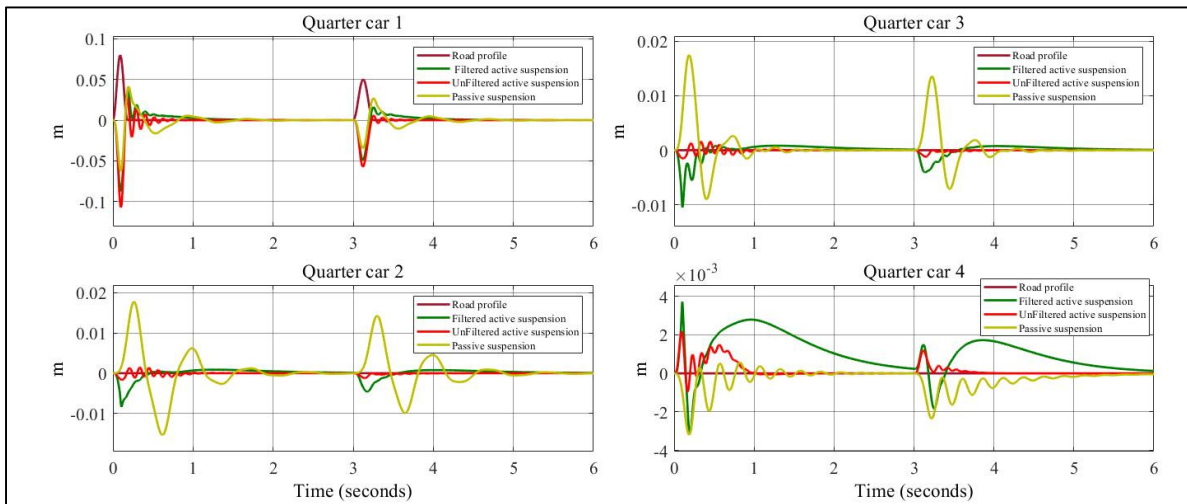 Quarter car 1
0.1
0.05
0
-0.05
-0.1
m
0 1 2 3 4 5 6
Road profile
Filtered active suspension
UnFiltered active suspension
Passive suspension
Quarter car 3
0.02
0.01
0
-0.01
m
0 1 2 3 4 5 6
Road profile
Filtered active suspension
UnFiltered active suspension
Passive suspension
Quarter car 2
0.02
0.01
0
-0.01
m
0 1 2 3 4 5 6
Time (seconds)
Road profile
Filtered active suspension
UnFiltered active suspension
Passive suspension
Quarter car 4
×10-3
4
2
0
-2
-4
0 1 2 3 4 5 6
Time (seconds)
Road profile
Filtered active suspension
UnFiltered active suspension
Passive suspension